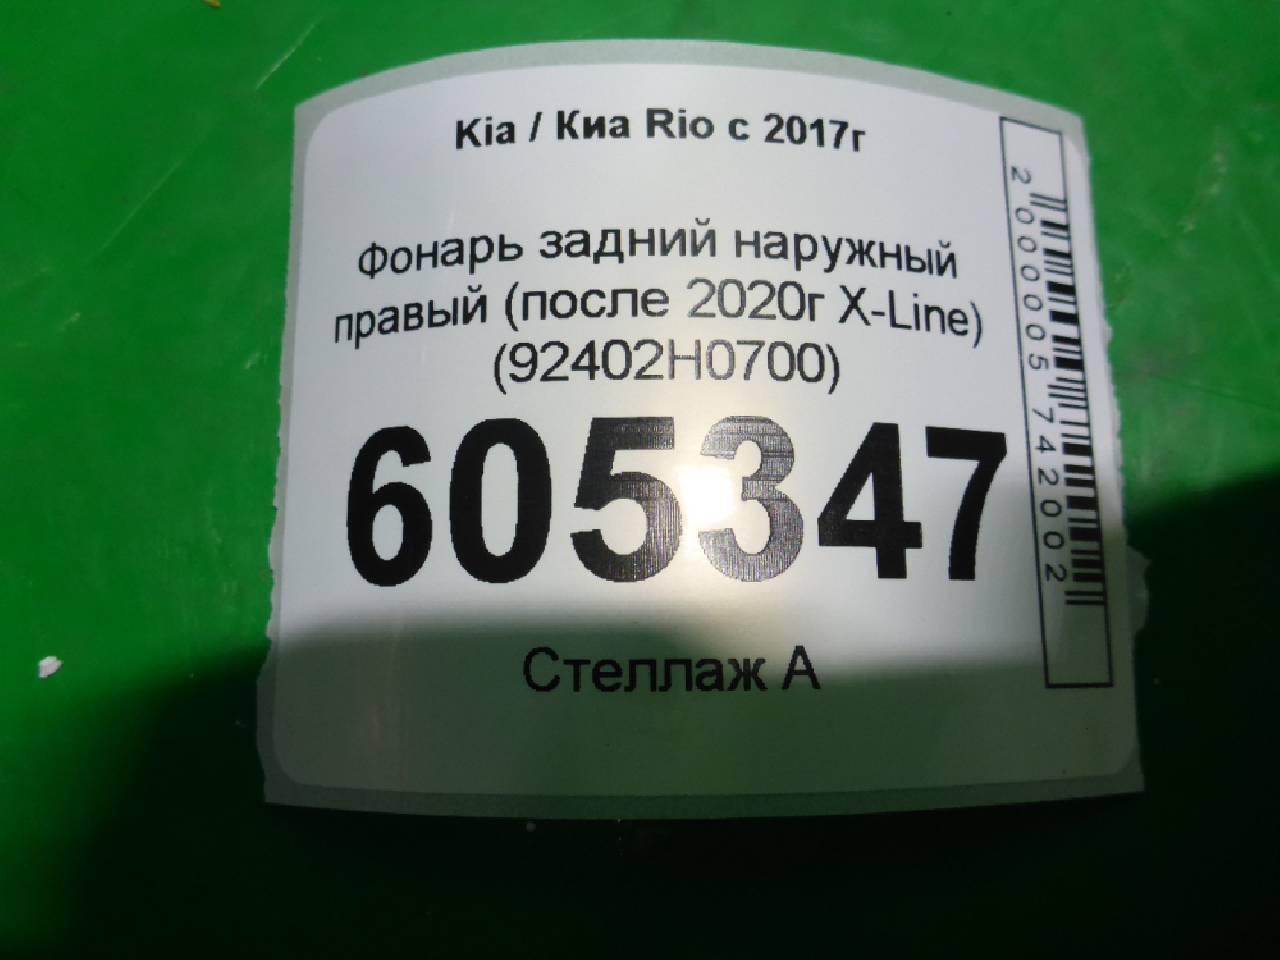 Kia / Киа Rio с 2017г
Фонарь задний наружный
правый (после 2020г X-Line)
(92402H0700)
605347
Стеллаж А
2000005742002